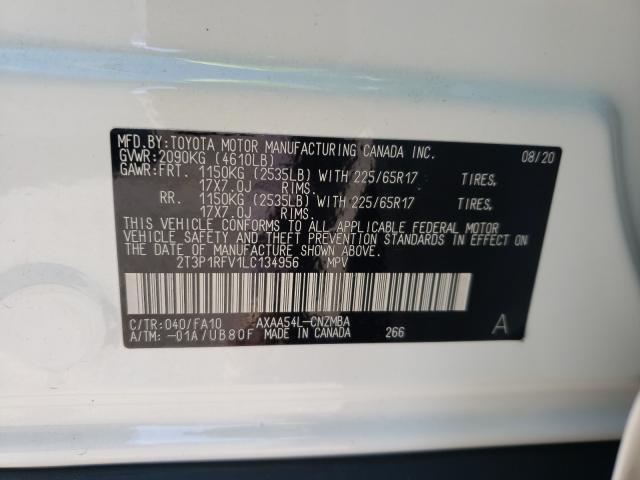 MFD.BY:TOYOTA MOTOR MANUFACTURING CANADA INC. 08/20
GVWR:2090KG (4610LB)
GAWR:FRT. 1150KG (2535LB) WITH 225/65R17 TIRES,
17X7.0J RIMS.
RR. 1150KG (2535LB) WITH 225/65R17 TIRES,
17X7.0J RIMS.
THIS VEHICLE CONFORMS TO ALL APPLICABLE FEDERAL MOTOR
VEHICLE SAFETY AND THEFT PREVENTION STANDARDS IN EFFECT ON
THE DATE OF MANUFACTURE SHOWN ABOVE.
2T3P1RFV1LC134956 MPV
C/TR:040/FA10 AXAA54L-CNZMBA
A/TM:-01A/UB80F MADE IN CANADA 266 A